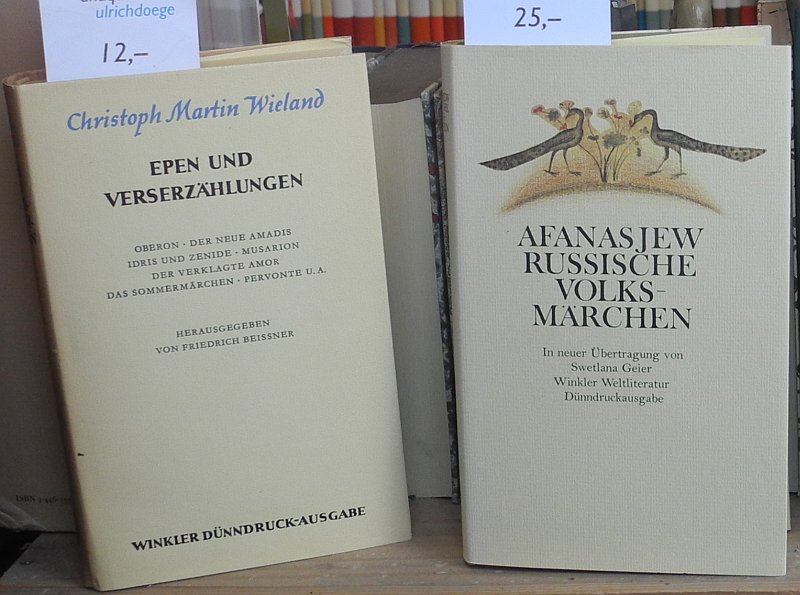 ulrichdoege
12,–
Christoph Martin Wieland
EPEN UND
VERSERZÄHLUNGEN
OBERON · DER NEUE AMADIS
IDRIS UND ZENIDE · MUSARION
DER VERKLAGTE AMOR
DAS SOMMERMÄRCHEN · PERVONTE U. A.
HERAUSGEGEBEN
VON FRIEDRICH BEISSNER
WINKLER DÜNNDRUCK-AUSGABE
25,–
AFANASJEW
RUSSISCHE
VOLKS–
MÄRCHEN
In neuer Übertragung von
Swetlana Geier
Winkler Weltliteratur
Dünndruckausgabe
ISBN